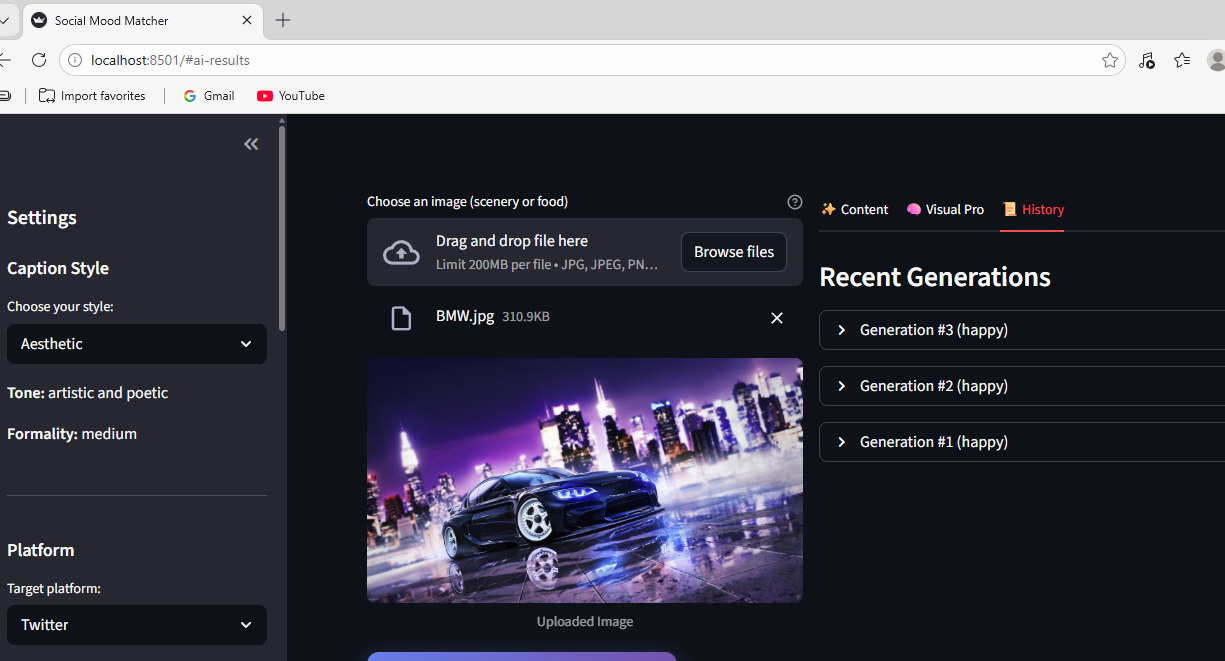 Social Mood Matcher
localhost:8501/#ai-results
Import favorites
Gmail
YouTube
Settings
Caption Style
Choose your style:
Aesthetic
Tone: artistic and poetic
Formality: medium
Platform
Target platform:
Twitter
Choose an image (scenery or food)
Drag and drop file here
Limit 200MB per file • JPG, JPEG, PN...
Browse files
BMW.jpg 310.9KB
Uploaded Image
Content
Visual Pro
History
Recent Generations
Generation #3 (happy)
Generation #2 (happy)
Generation #1 (happy)